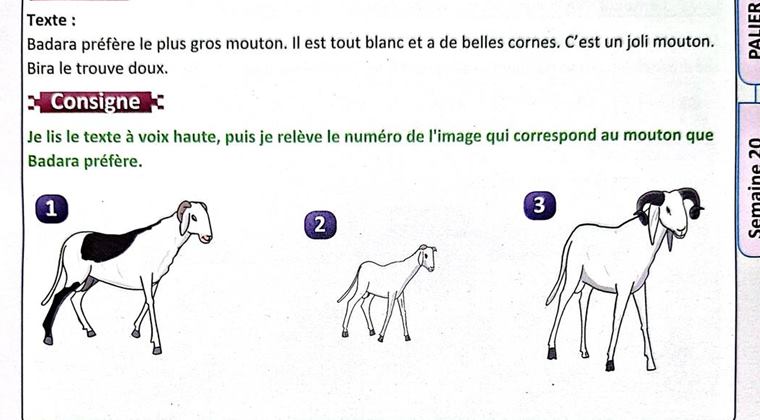 Texte :
Badara préfère le plus gros mouton. Il est tout blanc et a de belles cornes. C'est un joli mouton.
Bira le trouve doux.
Consigne
Je lis le texte à voix haute, puis je relève le numéro de l'image qui correspond au mouton que
Badara préfère.
1
2
3
PALIER
Semaine 20